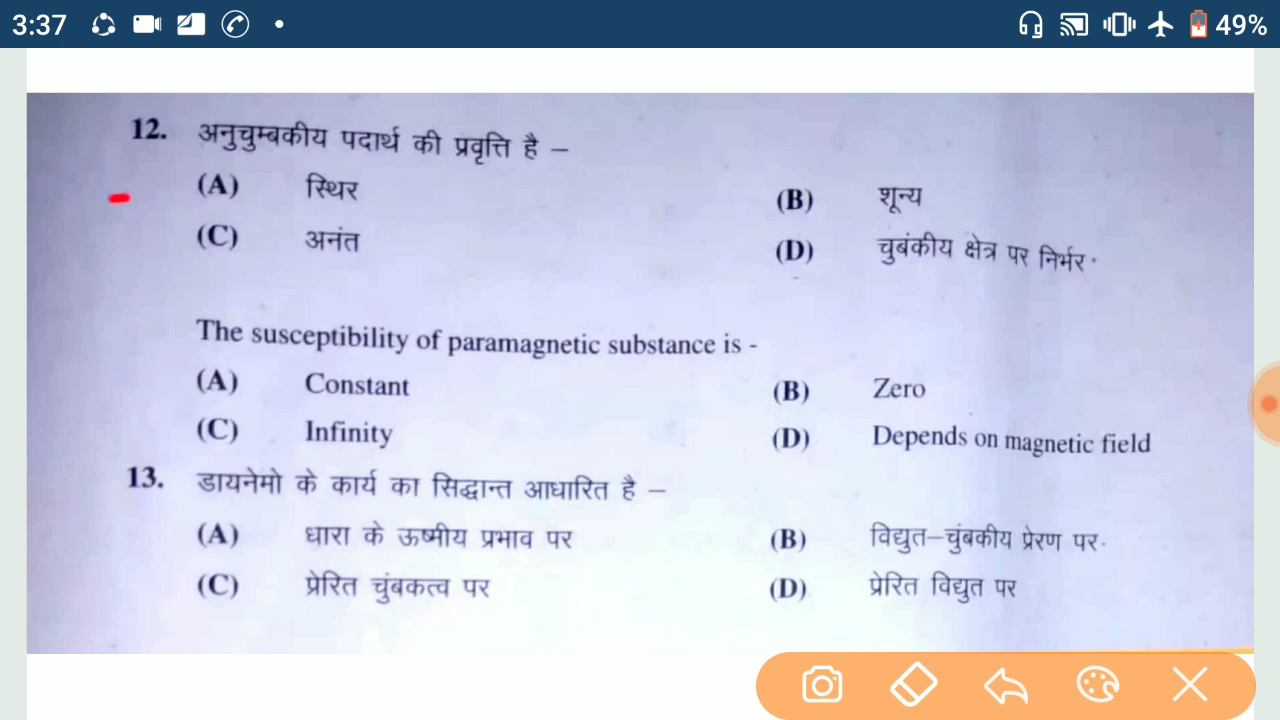 3:37 49%
12. अनुचुम्बकीय पदार्थ की प्रवृत्ति है –
(A) स्थिर (B) शून्य
(C) अनंत (D) चुबंकीय क्षेत्र पर निर्भर
The susceptibility of paramagnetic substance is -
(A) Constant (B) Zero
(C) Infinity (D) Depends on magnetic field
13. डायनेमो के कार्य का सिद्धान्त आधारित है –
(A) धारा के ऊष्मीय प्रभाव पर (B) विद्युत–चुंबकीय प्रेरण पर
(C) प्रेरित चुंबकत्व पर (D) प्रेरित विद्युत पर